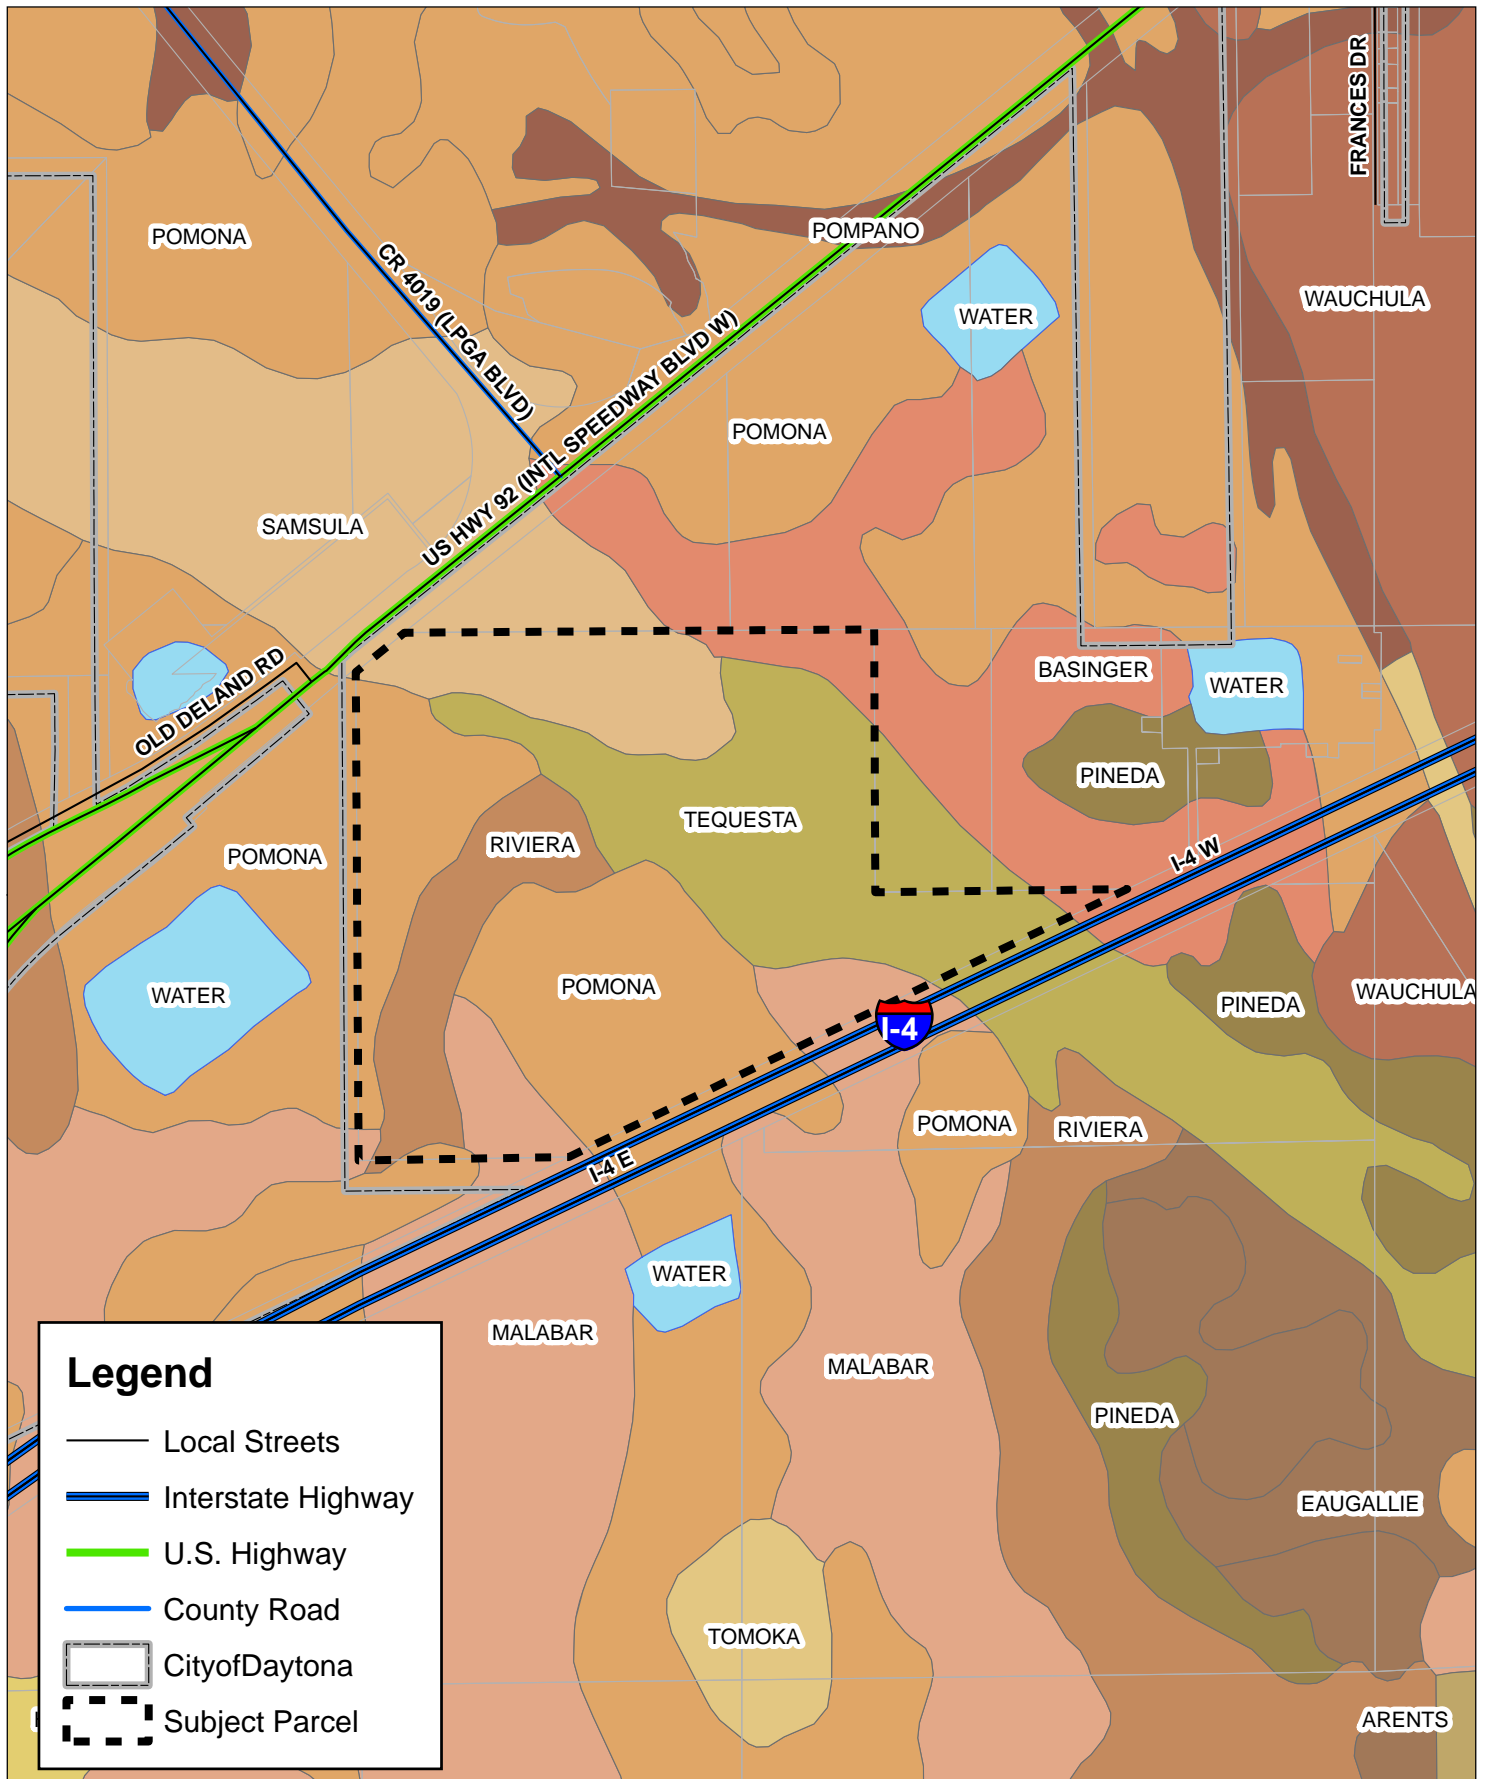 FRANCES DR
POMONA
POMPANO
CR 4019 (LPGA BLVD)
WAUCHULA
WATER
US HWY 92 (INTL SPEEDWAY BLVD W)
POMONA
SAMSULA
OLD DELAND RD
BASINGER
WATER
PINEDA
TEQUESTA
RIVIERA
POMONA
I-4 W
WATER
POMONA
PINEDA
WAUCHULA
I-4
POMONA
RIVIERA
I-4 E
WATER
MALABAR
MALABAR
PINEDA
EAUGALLIE
TOMOKA
ARENTS
Legend
Local Streets
Interstate Highway
U.S. Highway
County Road
CityofDaytona
Subject Parcel